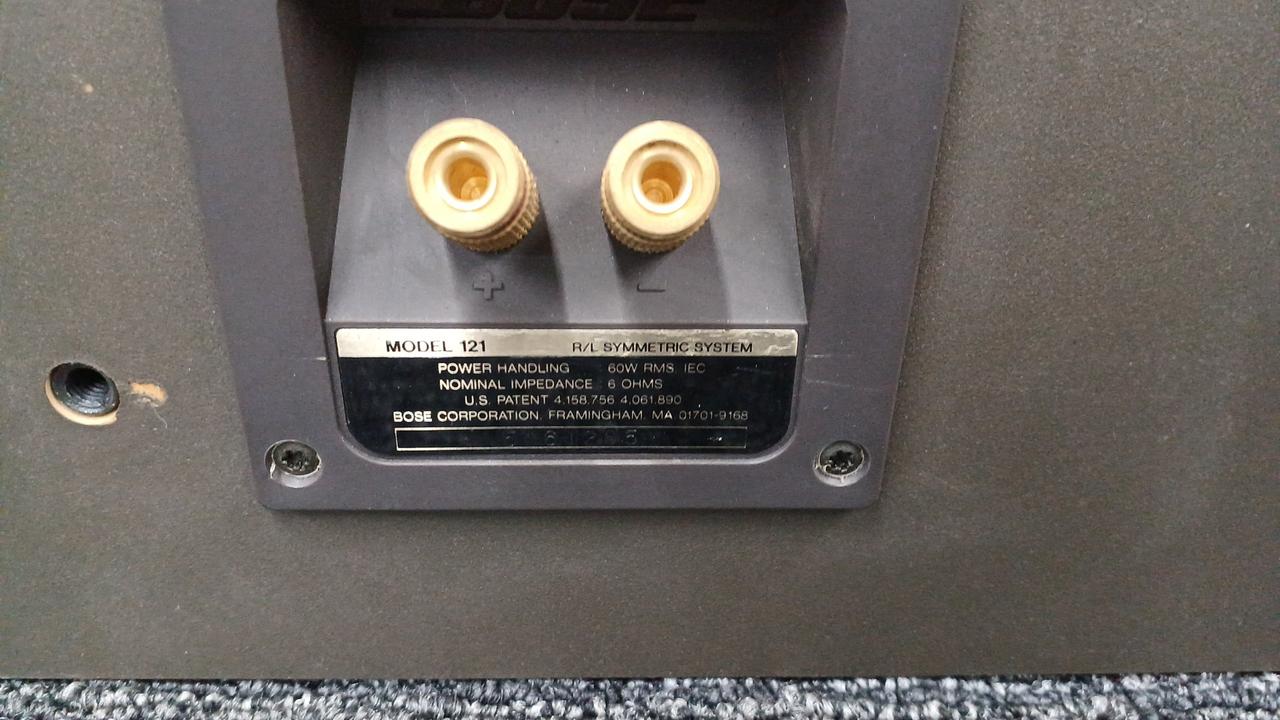 BOSE
+ −
MODEL 121 R/L SYMMETRIC SYSTEM
POWER HANDLING 60W RMS IEC
NOMINAL IMPEDANCE 6 OHMS
U.S. PATENT 4,158,756 4,061,890
BOSE CORPORATION, FRAMINGHAM, MA 01701-9168